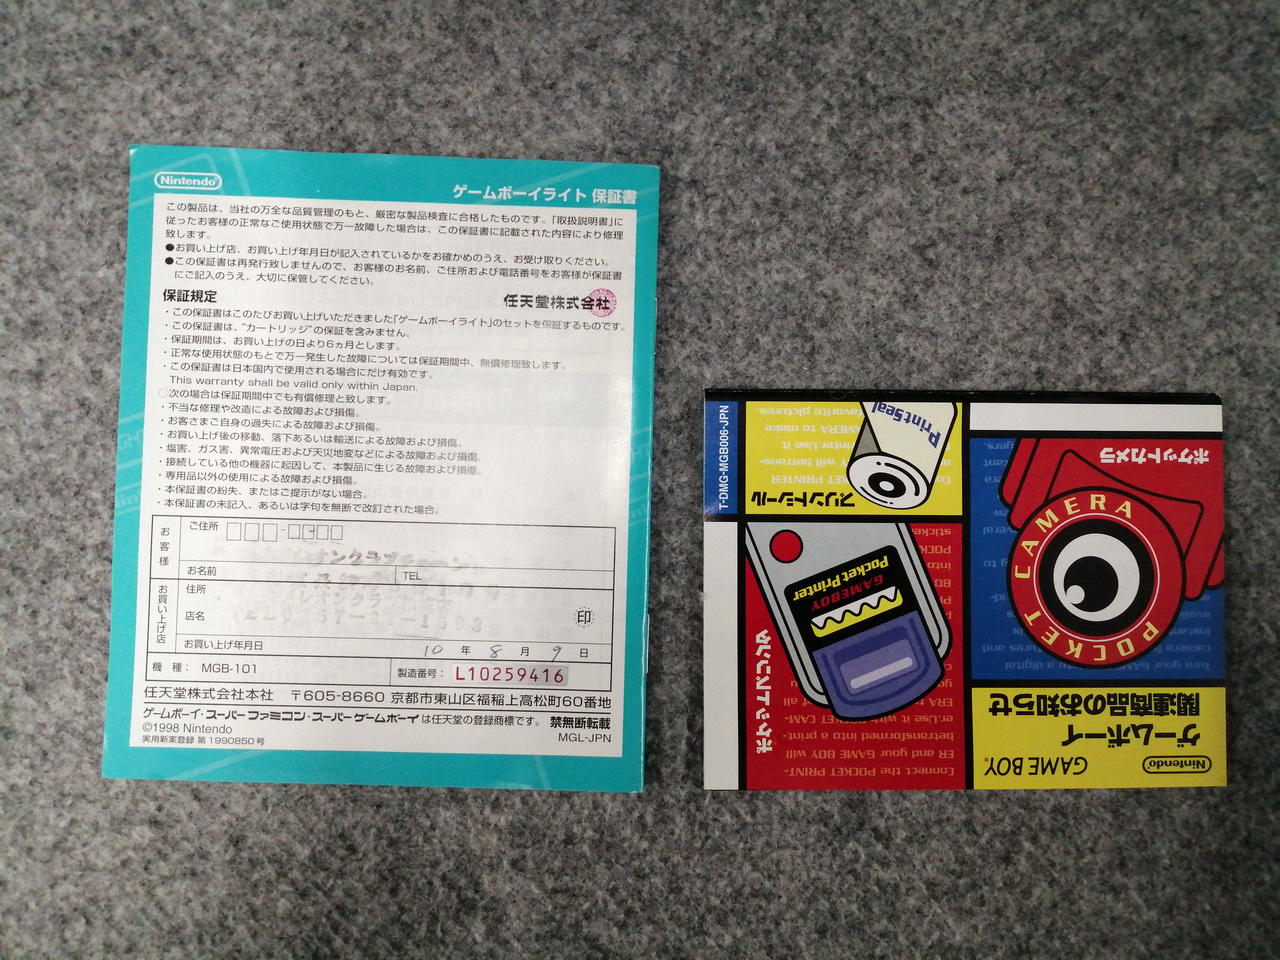 Nintendo
ゲームボーイライト 保証書
この製品は、当社の万全な品質管理のもと、厳密な製品検査に合格したものです。「取扱説明書」に
従ったお客様の正常なご使用状態で万一故障した場合は、この保証書に記載された内容により修理
致します。
●お買い上げ店、お買い上げ年月日が記入されているかをお確かめのうえ、お受け取りください。
●この保証書は再発行致しませんので、お客様のお名前、ご住所および電話番号をお客様が保証書
にご記入のうえ、大切に保管してください。
保証規定
任天堂株式会社
・この保証書はこのたびお買い上げいただきました「ゲームボーイライト」のセットを保証するものです。
・この保証書は、“カートリッジ”の保証を含みません。
・保証期間は、お買い上げの日より6ヵ月とします。
・正常な使用状態のもとで万一発生した故障については保証期間中、無償修理致します。
・この保証書は日本国内で使用される場合にだけ有効です。
This warranty shall be valid only within Japan.
○次の場合は保証期間中でも有償修理と致します。
・不当な修理や改造による故障および損傷。
・お客さまご自身の過失による故障および損傷。
・お買い上げ後の移動、落下あるいは輸送による故障および損傷。
・塩害、ガス害、異常電圧および天災地変などによる故障および損傷。
・接続している他の機器に起因して、本製品に生じる故障および損傷。
・専用品以外の使用による故障および損傷。
・本保証書の紛失、またはご提示がない場合。
・本保証書の未記入、あるいは字句を無断で改訂された場合。
お客様
ご住所
お名前
TEL
お買い上げ店
住所
店名
印
お買い上げ年月日
10 年 8 月 9 日
機 種: MGB-101
製造番号: L10259416
任天堂株式会社本社 〒605-8660 京都市東山区福稲上高松町60番地
ゲームボーイ・スーパーファミコン・スーパーゲームボーイは任天堂の登録商標です。 禁無断転載
©1998 Nintendo
MGL-JPN
実用新案登録 第1990850号
Nintendo
GAME BOY®
ゲームボーイ
関連商品のお知らせ
POCKET CAMERA
ポケットカメラ
ポケットプリンタ
GAMEBOY
Pocket Printer
Connect the POCKET PRINT-
ER and your GAME BOY will
betransformed into a print-
er.Use it with the
プリントシール
PrintSeal
favorite pictures.
T-DMG-MGB006-JPN